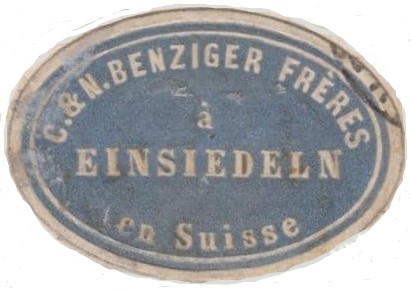 C. & N. BENZIGER FRÈRES
à
EINSIEDELN
en Suisse